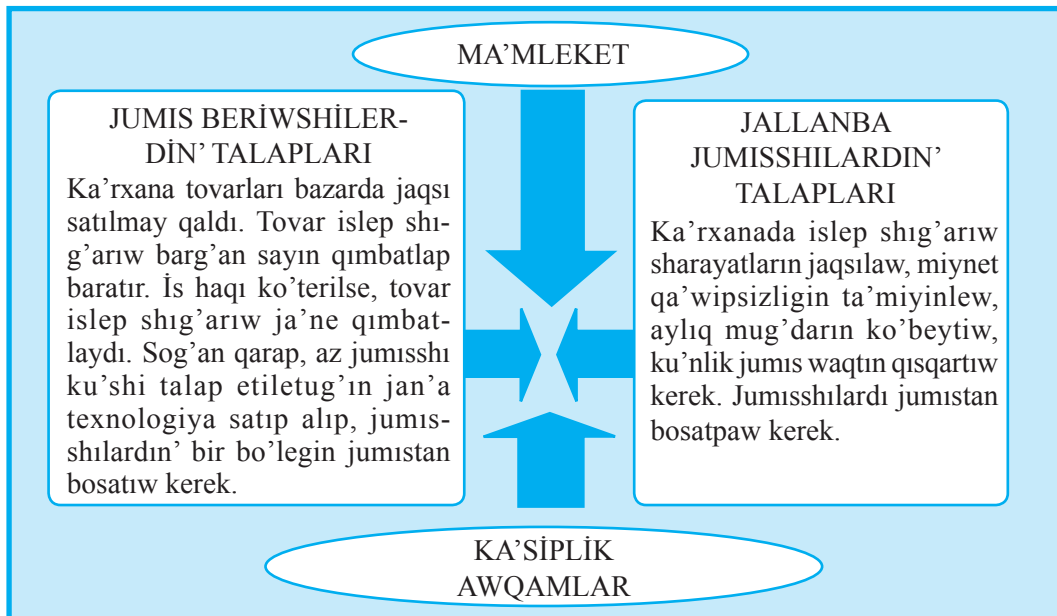 MA’MLEKET
JUMIS BERİWSHİLER-
DİN’ TALAPLARI
Ka’rxana tovarları bazarda jaqsı
satılmay qaldı. Tovar islep shı-
g’arıw barg’an sayın qımbatlap
baratır. İs haqı ko’terilse, tovar
islep shıg’arıw ja’ne qımbat-
laydı. Sog’an qarap, az jumısshı
ku’shi talap etiletug’ın jan’a
texnologiya satıp alıp, jumıs-
shılardın’ bir bo’legin jumıstan
bosatıw kerek.
JALLANBA
JUMISSHILARDIN’
TALAPLARI
Ka’rxanada islep shıg’arıw
sharayatların jaqsılaw, miynet
qa’wipsizligin ta’miyinlew,
aylıq mug’darın ko’beytiw,
ku’nlik jumıs waqtın qısqartıw
kerek. Jumısshılardı jumıstan
bosatpaw kerek.
KA’SİPLİK
AWQAMLAR